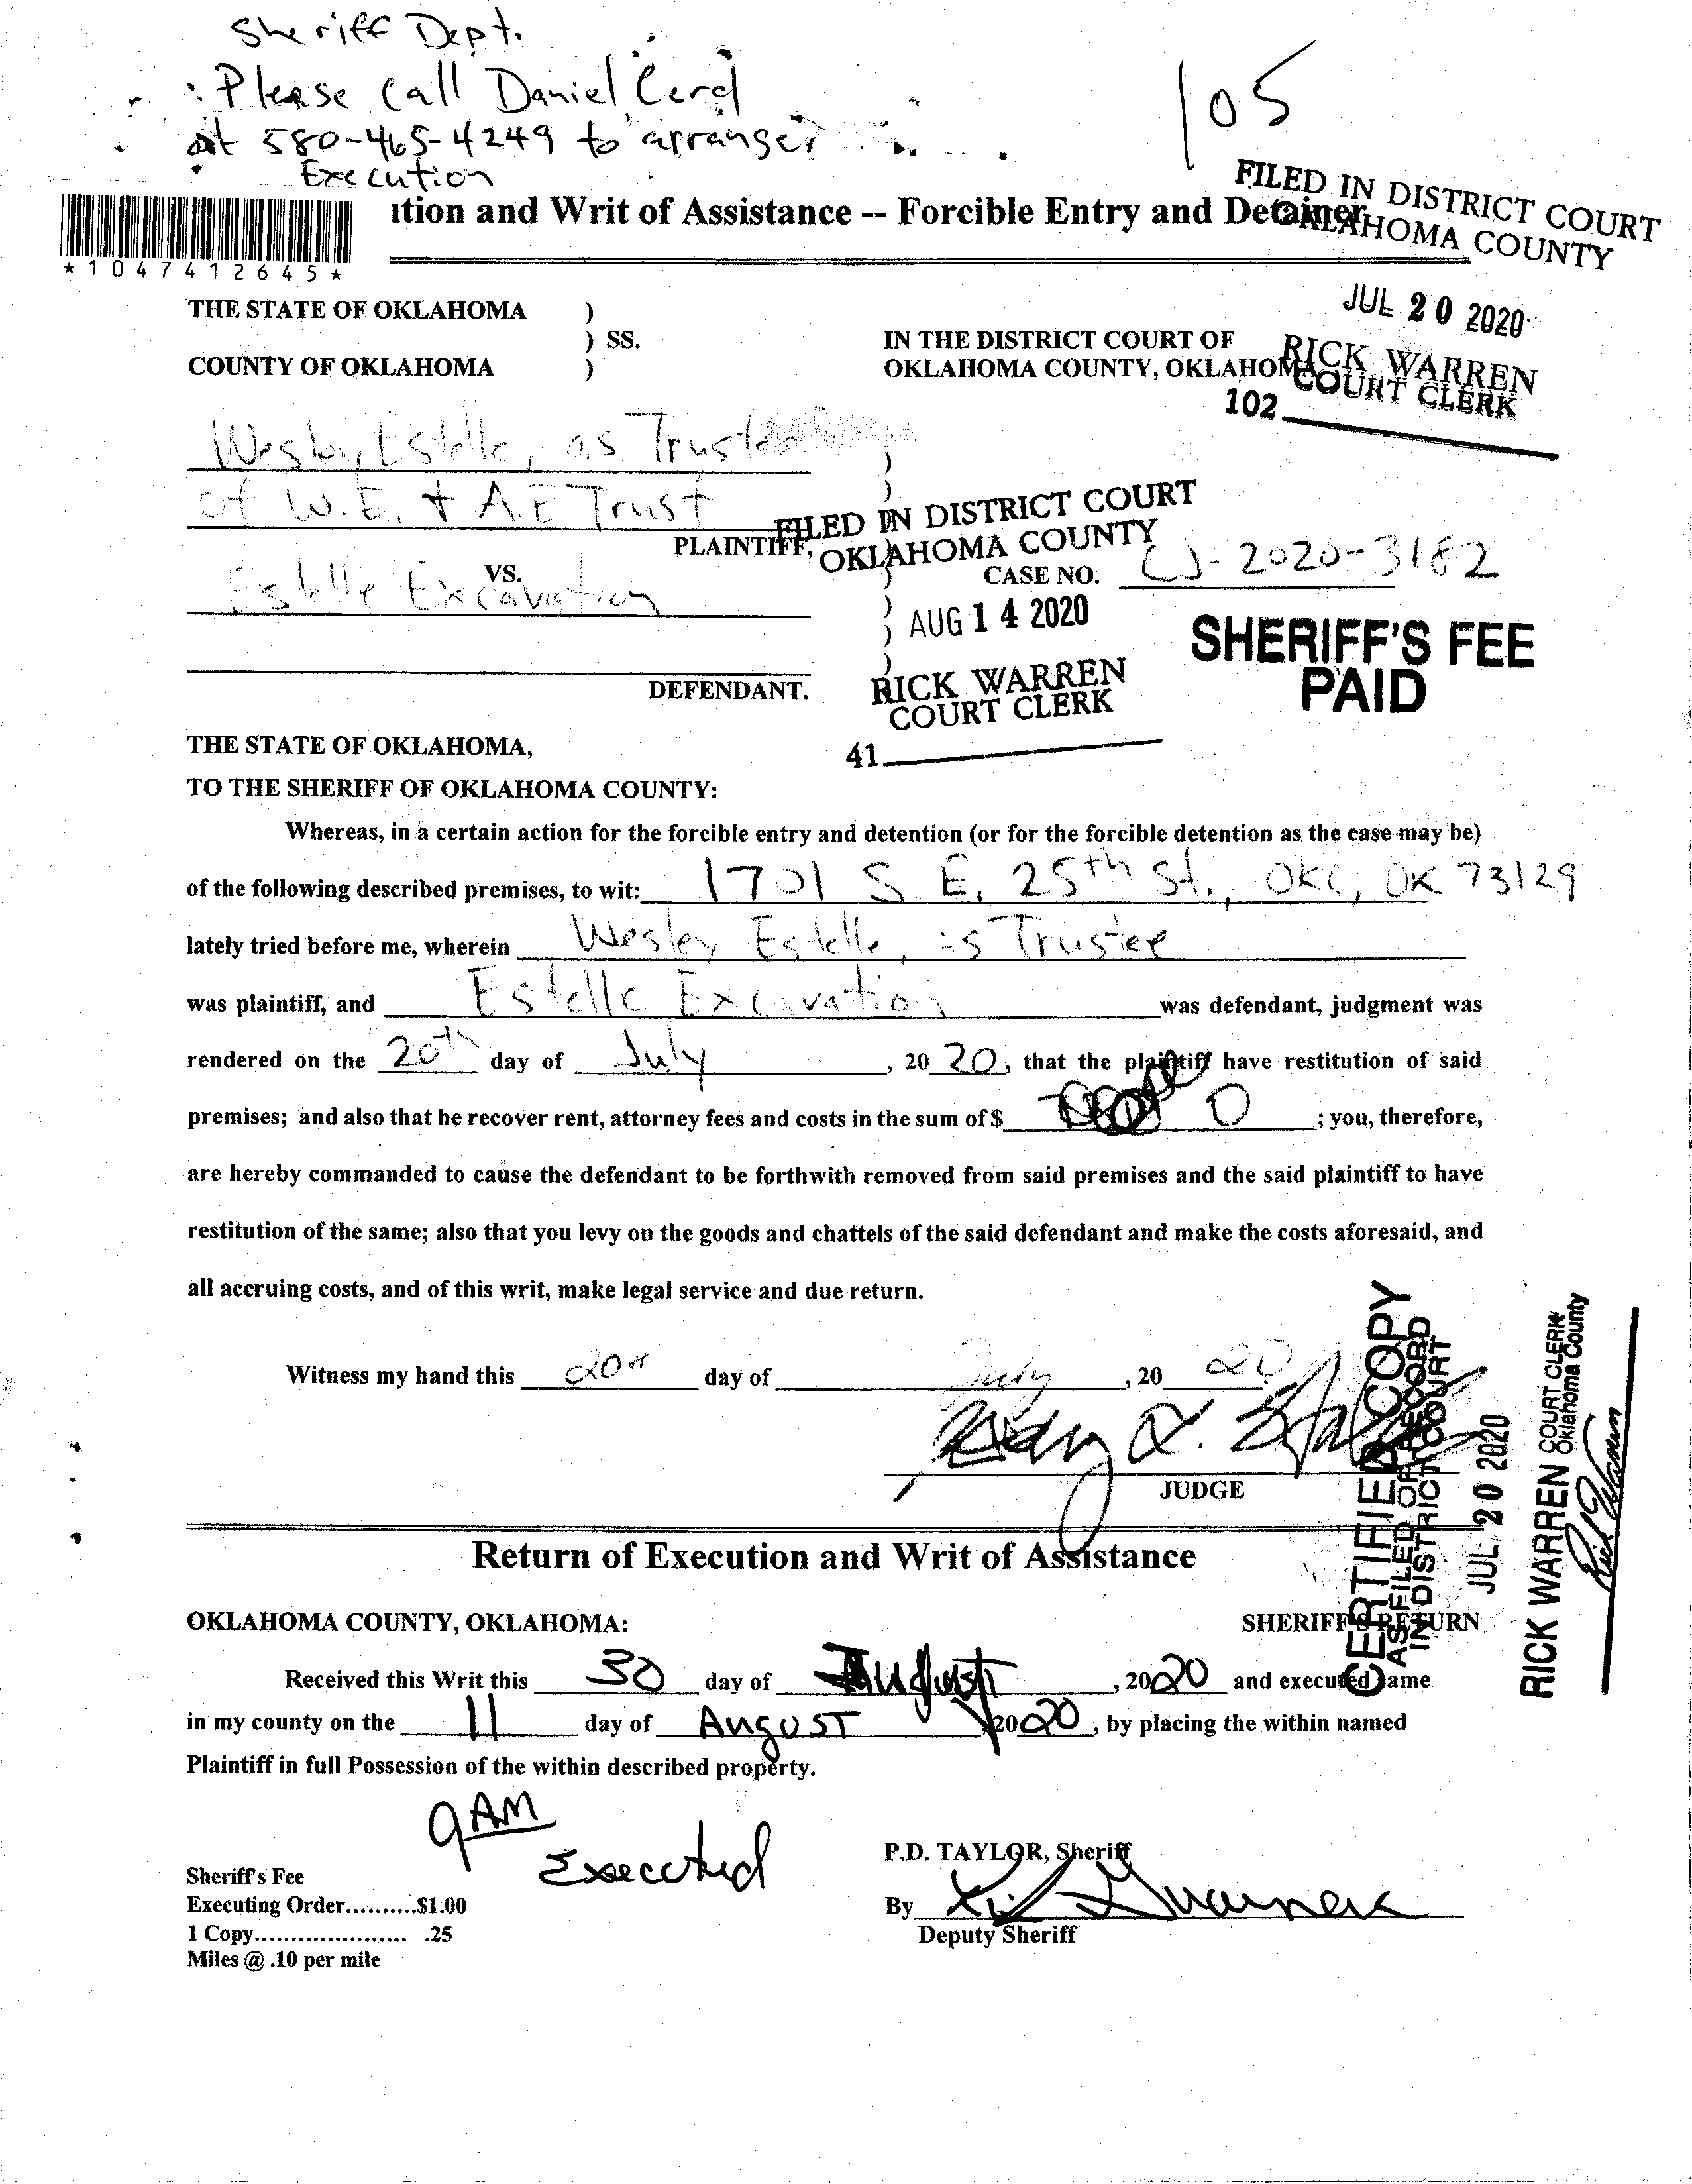 Sheriff Dept.
Please Call Daniel
at 580-465-4249 to arrange
Execution
105
ition and Writ of Assistance -- Forcible Entry and Detainer
*1047412645*
FILED IN DISTRICT COURT
OKLAHOMA COUNTY
JUL 20 2020
RICK WARREN
COURT CLERK
102
THE STATE OF OKLAHOMA )
) SS.
COUNTY OF OKLAHOMA )
IN THE DISTRICT COURT OF
OKLAHOMA COUNTY, OKLAHOMA
Wesley Estelle, as Trustee
of W.E. + A.E Trust
PLAINTIFF,
VS.
Estelle Excavation
DEFENDANT.
FILED IN DISTRICT COURT
OKLAHOMA COUNTY
CASE NO. CJ-2020-3182
AUG 14 2020
RICK WARREN
COURT CLERK
41
SHERIFF'S FEE
PAID
THE STATE OF OKLAHOMA,
TO THE SHERIFF OF OKLAHOMA COUNTY:
Whereas, in a certain action for the forcible entry and detention (or for the forcible detention as the case may be)
of the following described premises, to wit: 1701 S E, 25th St., OKC, OK 73129
lately tried before me, wherein Wesley Estelle, as Trustee
was plaintiff, and Estelle Excavation was defendant, judgment was
rendered on the 20th day of July, 20 20, that the plaintiff have restitution of said
premises; and also that he recover rent, attorney fees and costs in the sum of $ 0 ; you, therefore,
are hereby commanded to cause the defendant to be forthwith removed from said premises and the said plaintiff to have
restitution of the same; also that you levy on the goods and chattels of the said defendant and make the costs aforesaid, and
all accruing costs, and of this writ, make legal service and due return.
Witness my hand this 20th day of July, 20 20
JUDGE
CERTIFIED COPY
AS FILED OF RECORD
IN DISTRICT COURT
JUL 20 2020
RICK WARREN COURT CLERK
Oklahoma County
Rick Warren
Return of Execution and Writ of Assistance
OKLAHOMA COUNTY, OKLAHOMA:
SHERIFF'S RETURN
Received this Writ this 30 day of August, 2020 and executed same
in my county on the 11 day of August, 2020, by placing the within named
Plaintiff in full Possession of the within described property.
9AM
Executed
Sheriff's Fee
Executing Order..........$1.00
1 Copy..................... .25
Miles @ .10 per mile
P.D. TAYLOR, Sheriff
By
Deputy Sheriff